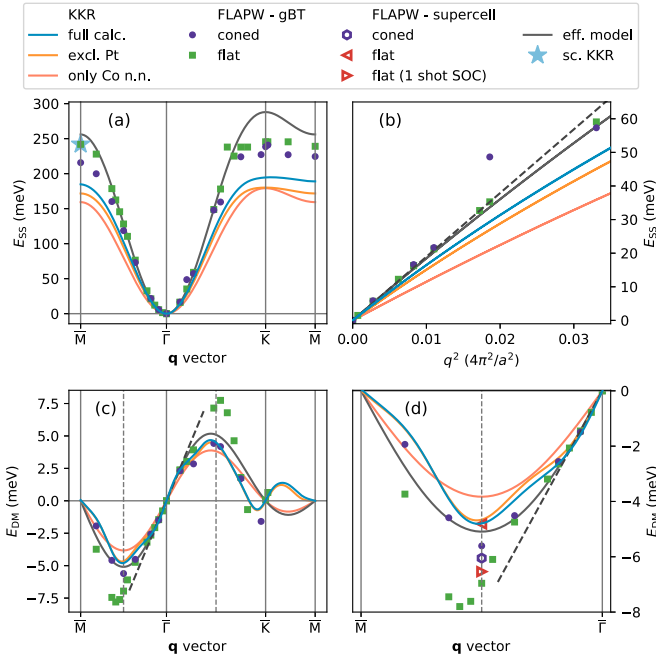 KKR
full calc.
excl. Pt
only Co n.n.
FLAPW - gBT
coned
flat
FLAPW - supercell
coned
flat
flat (1 shot SOC)
eff. model
sc. KKR
(a)
E_SS (meV)
300
250
200
150
100
50
0
M̅ Γ̅ K̅ M̅
q vector
(b)
E_SS (meV)
60
50
40
30
20
10
0
0.00 0.01 0.02 0.03
q² (4π²/a²)
(c)
E_DM (meV)
7.5
5.0
2.5
0.0
−2.5
−5.0
−7.5
M̅ Γ̅ K̅ M̅
q vector
(d)
E_DM (meV)
0
−2
−4
−6
−8
M̅ Γ̅
q vector